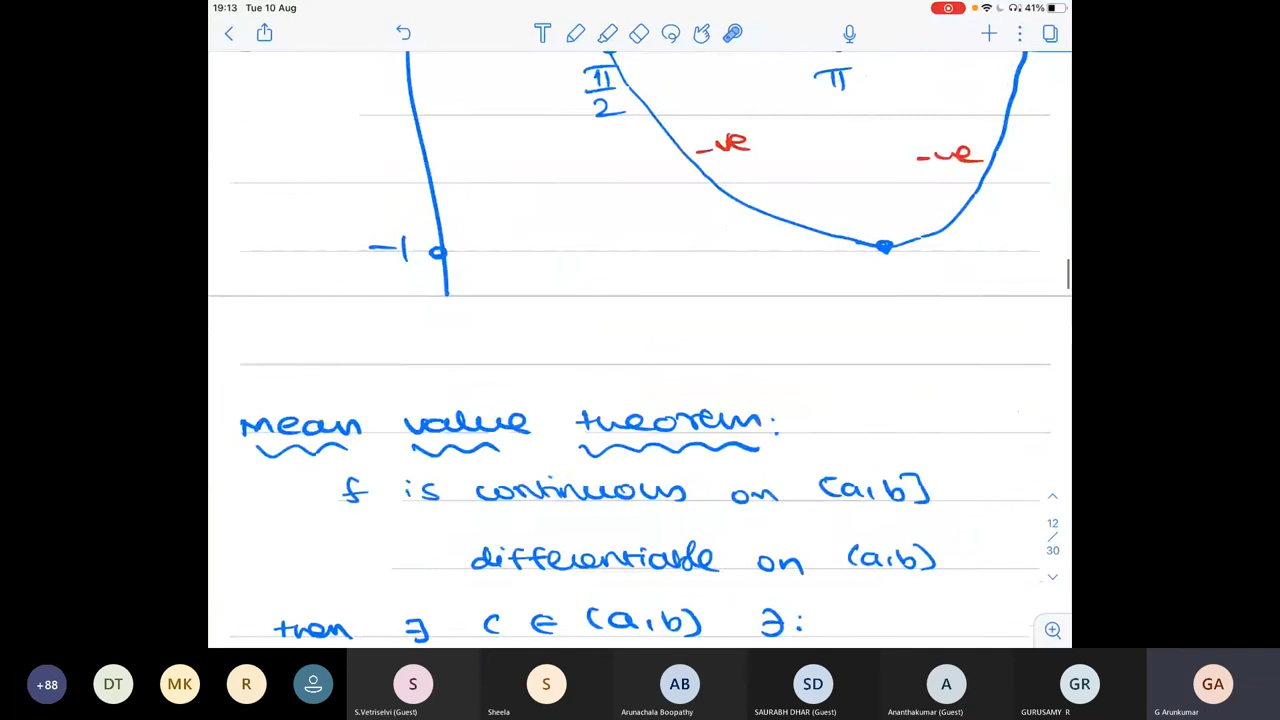 19:13 Tue 10 Aug
41%
π/2
π
-ve
-ve
-1
mean value theorem:
f is continuous on [a,b]
differentiable on (a,b)
then ∃ c ∈ (a,b) ∋:
12
/
30
+88
DT
MK
R
S
S
AB
SD
A
GR
GA
S.Vetriselvi (Guest)
Sheela
Arunachala Boopathy
SAURABH DHAR (Guest)
Ananthakumar (Guest)
GURUSAMY R
G Arunkumar